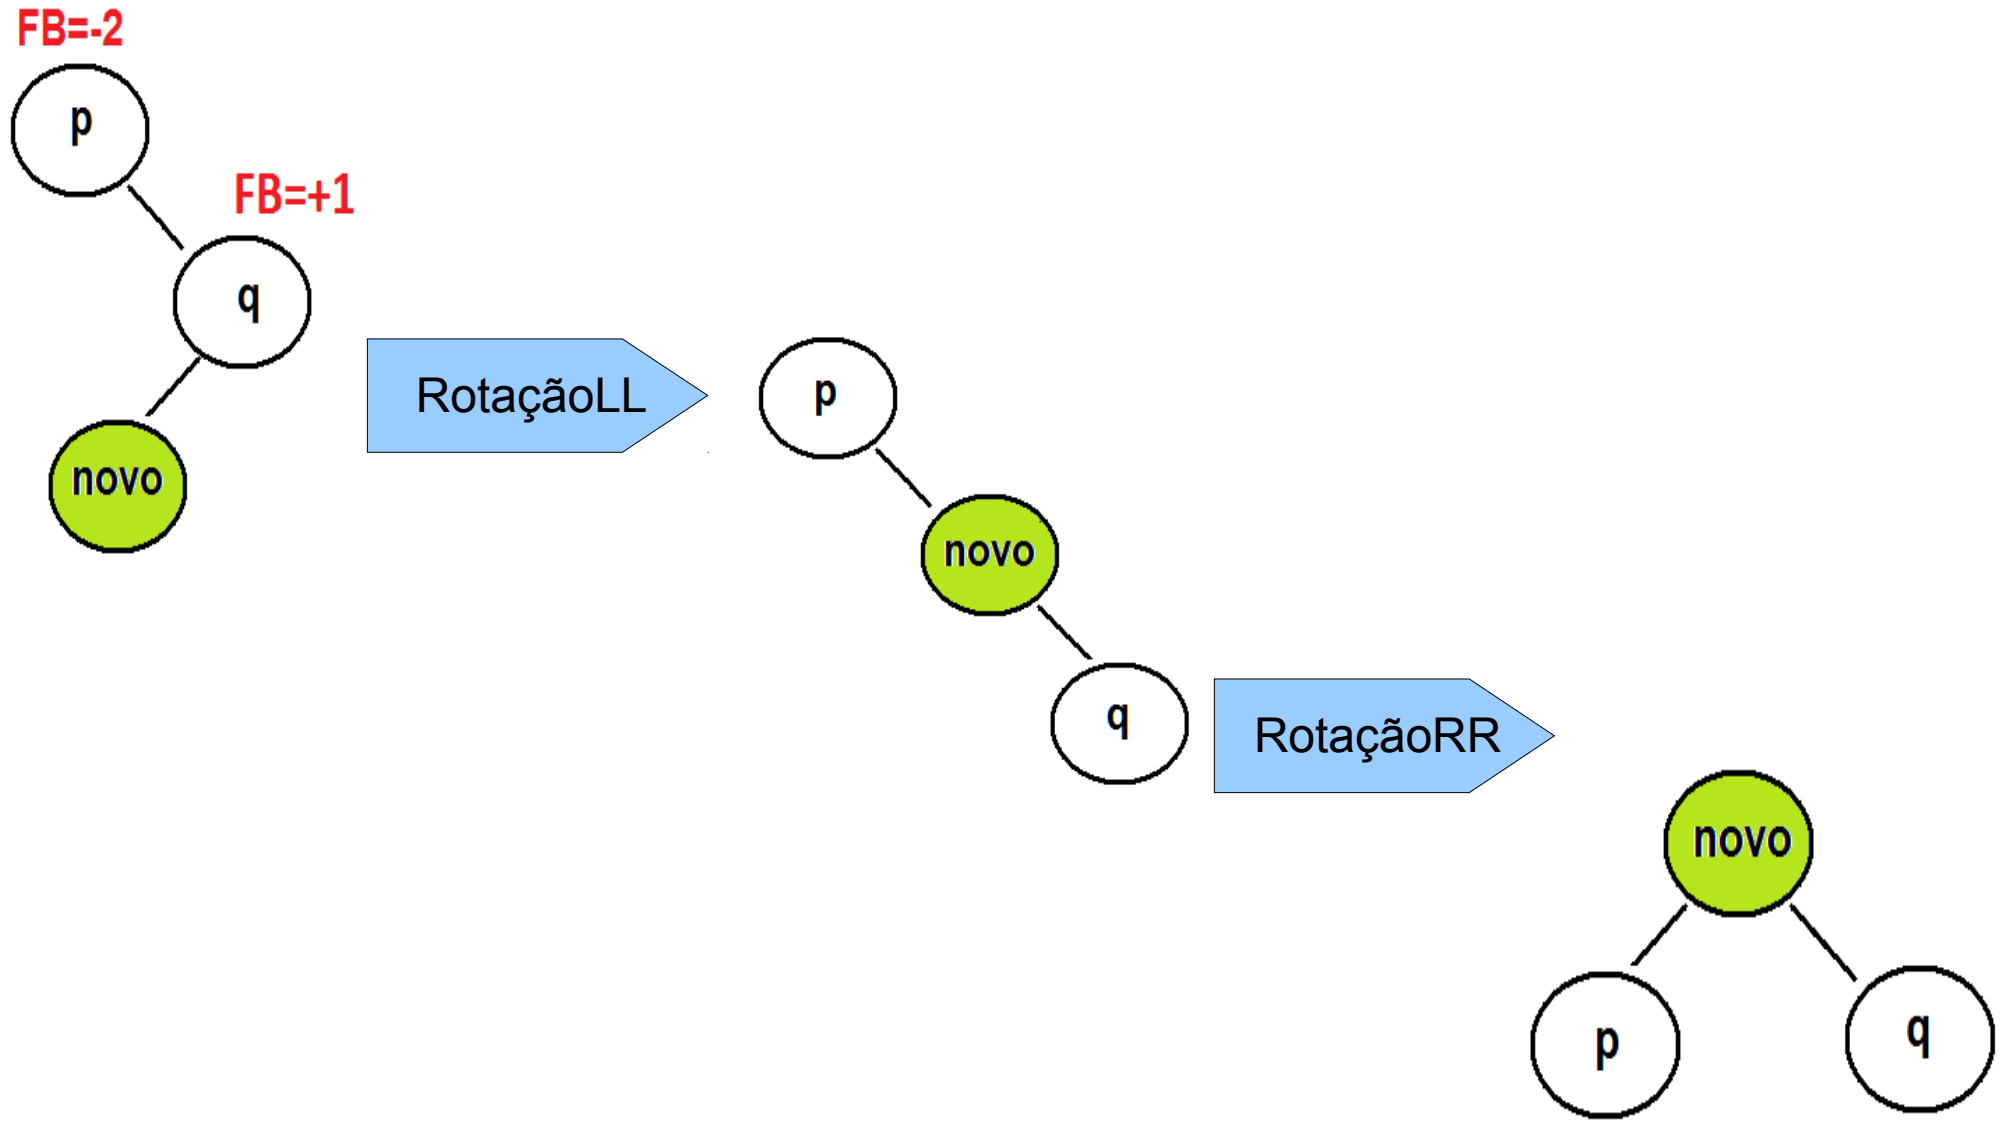 FB=-2
p
FB=+1
q
novo
RotaçãoLL
p
novo
q
RotaçãoRR
novo
p
q